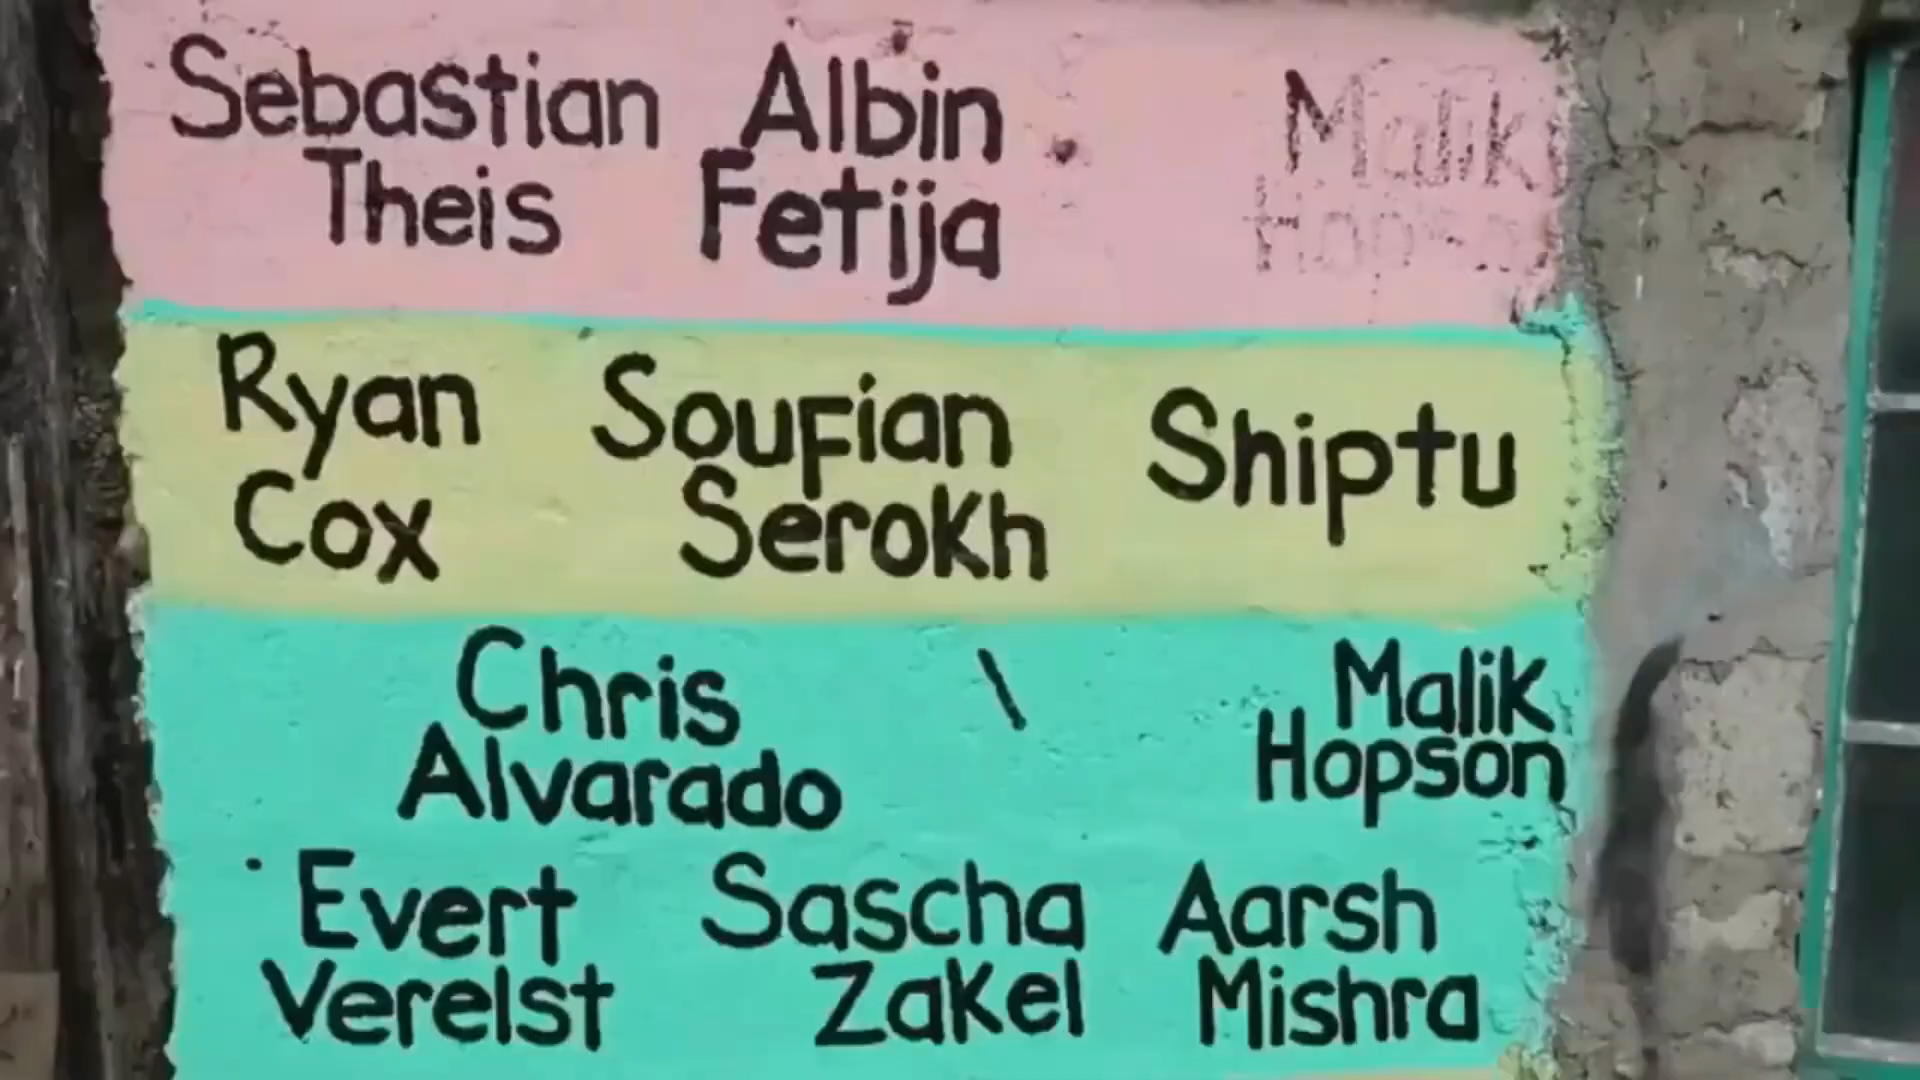 Sebastian Albin Malik
Theis Fetija Hopson
Ryan Soufian Shiptu
Cox Serokh
Chris \ Malik
Alvarado Hopson
Evert Sascha Aarsh
Verelst Zakel Mishra